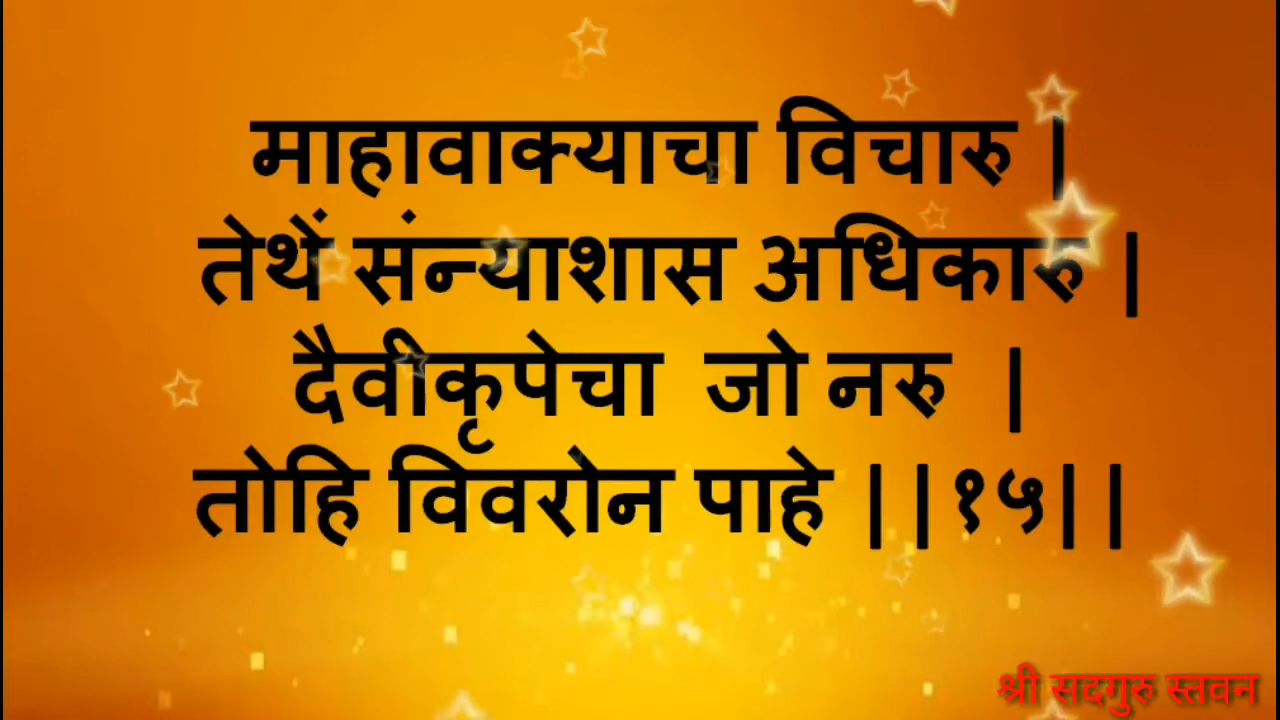 माहावाक्याचा विचारु |
तेथें संन्याशास अधिकारु |
दैवीकृपेचा जो नरु |
तोहि विवरोन पाहे ||१५||
श्री सदगुरु स्तवन